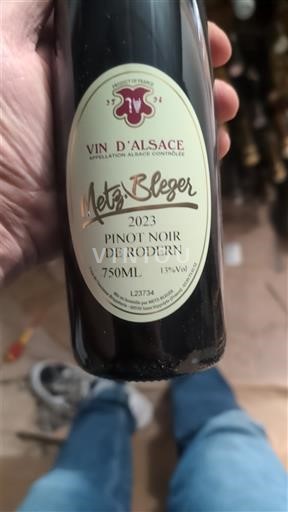 PRODUCT OF FRANCE
VIN D'ALSACE
APPELLATION ALSACE CONTRÔLÉE
Metz-Bleger
2023
PINOT NOIR
DE RODERN
750ML 13%Vol
L23734
VINTOU